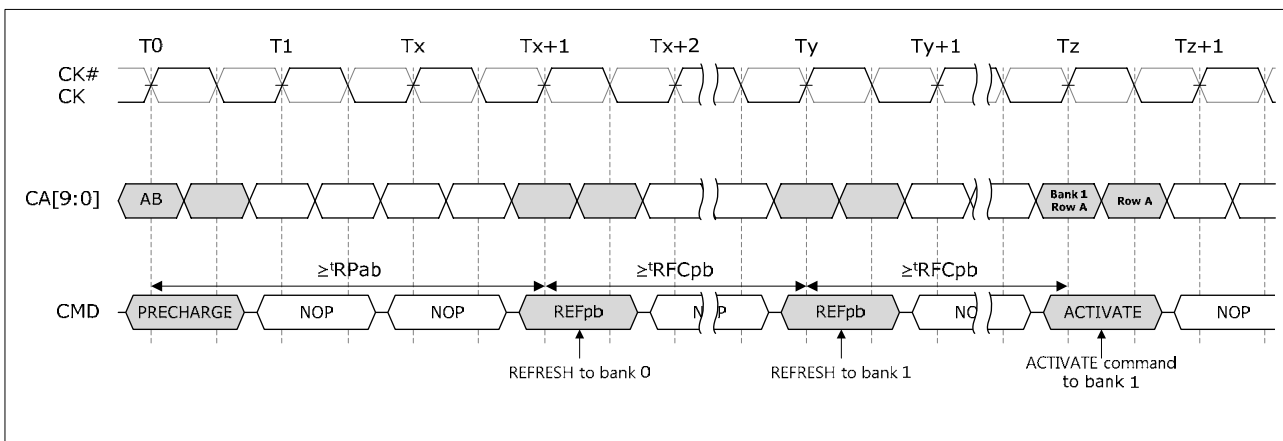 T0 T1 Tx Tx+1 Tx+2 Ty Ty+1 Tz Tz+1
CK#
CK
CA[9:0] AB Bank 1 Row A Row A
≥tRPab ≥tRFCpb ≥tRFCpb
CMD PRECHARGE NOP NOP REFpb NOP REFpb ACTIVATE NOP
REFRESH to bank 0 REFRESH to bank 1 ACTIVATE command
to bank 1